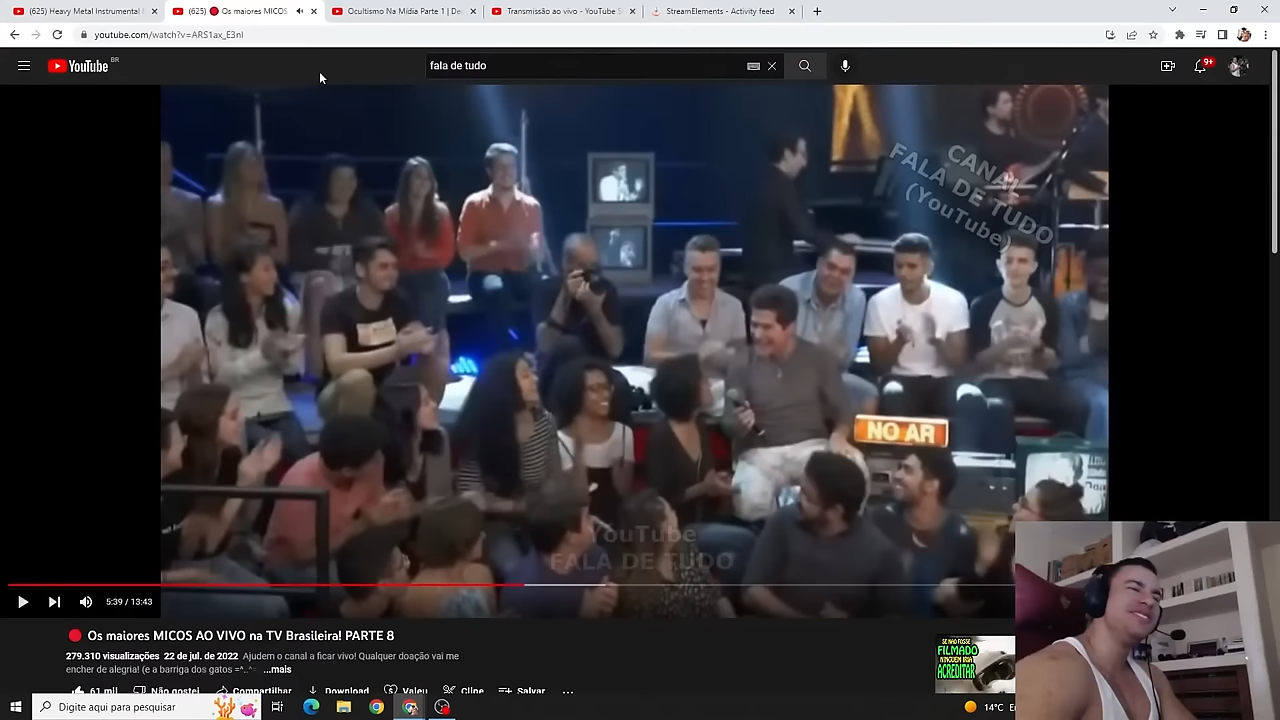 (625) Heavy Metal Instrumental
(625) 🔴 Os maiores MICOS
Ocultismo Na Mídia Parte 1 | De
Transmissão ao vivo - YouTube S
StreamElements - Activity feed
youtube.com/watch?v=ARS1ax_E3nI
YouTube BR
fala de tudo
9+
CANAL
FALA DE TUDO
(YouTube)
NO AR
YouTube
FALA DE TUDO
5:39 / 13:43
🔴 Os maiores MICOS AO VIVO na TV Brasileira! PARTE 8
279.310 visualizações 22 de jul. de 2022 Ajudem o canal a ficar vivo! Qualquer doação vai me
encher de alegria! (e a barriga dos gatos =^_^= ...mais
SE NÃO FOSSE
FILMADO
NINGUÉM IRIA
ACREDITAR
61 mil
Não gostei
Compartilhar
Download
Valeu
Clipe
Salvar
Digite aqui para pesquisar
14°C